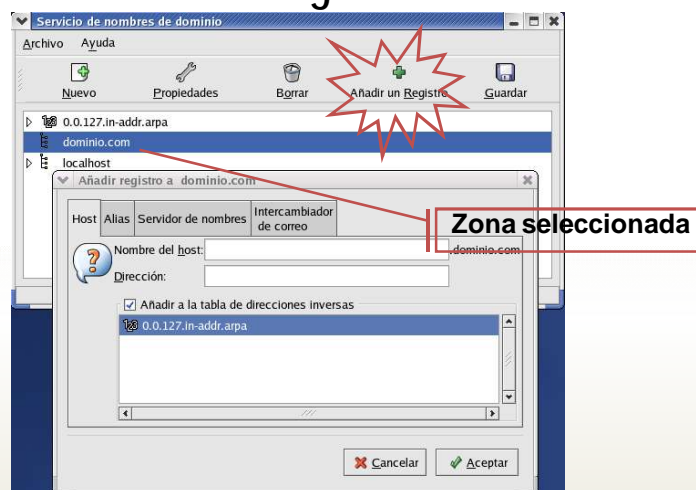 Servicio de nombres de dominio
Archivo Ayuda
Nuevo Propiedades Borrar Añadir un Registro Guardar
0.0.127.in-addr.arpa
dominio.com
localhost
Añadir registro a dominio.com
Host Alias Servidor de nombres Intercambiador de correo
Zona seleccionada
Nombre del host: .dominio.com
Dirección:
Añadir a la tabla de direcciones inversas
0.0.127.in-addr.arpa
Cancelar Aceptar